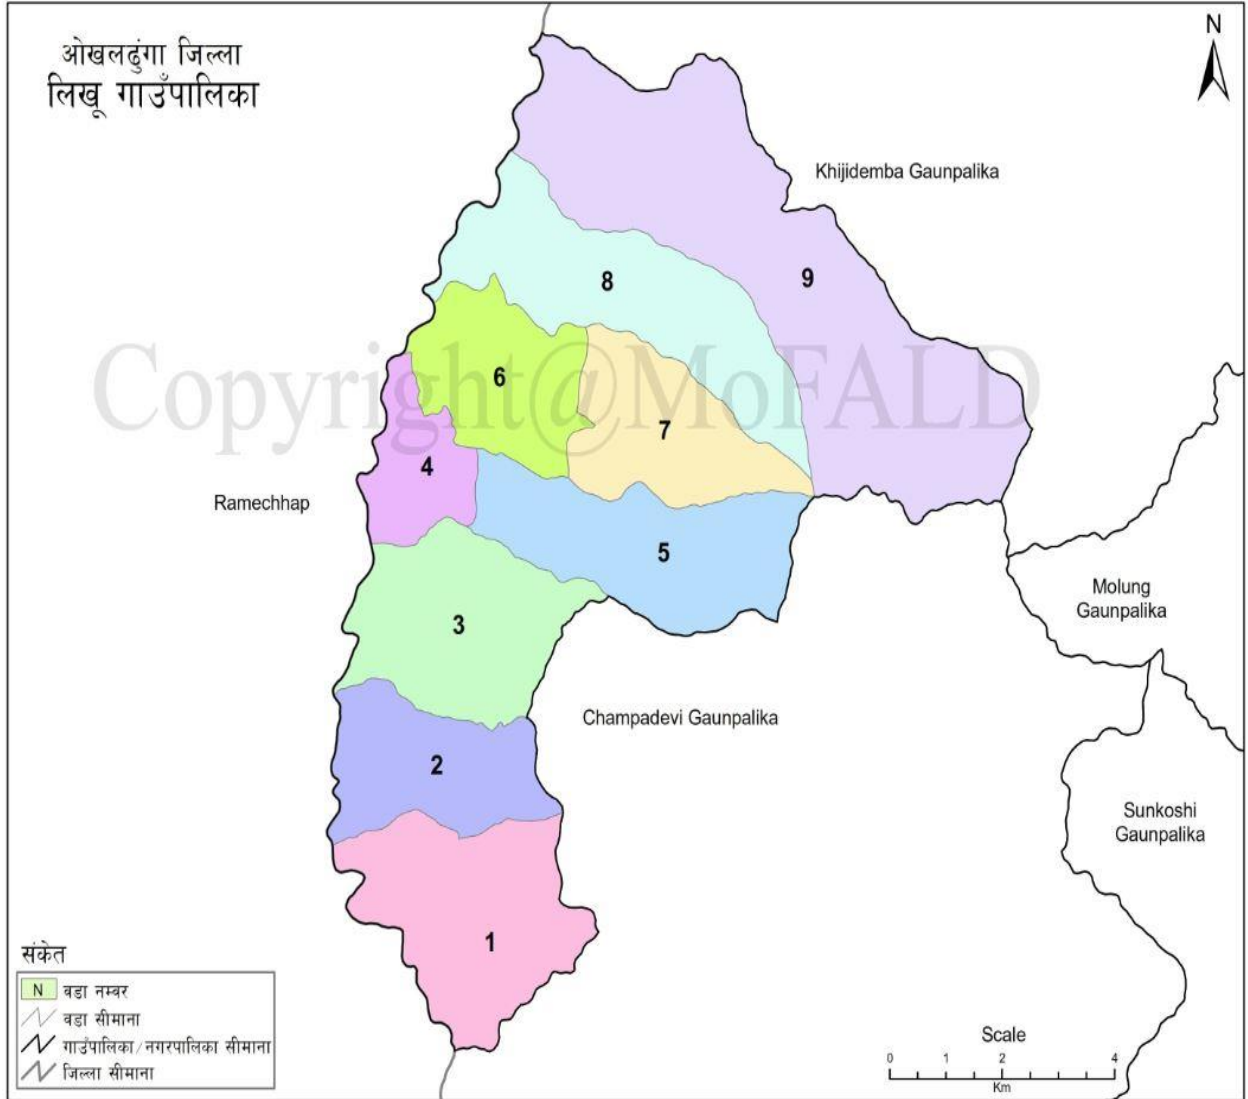 ओखलढुंगा जिल्ला
लिखू गाउँपालिका
N
Khijidemba Gaunpalika
9
8
Copyright@MoFALD
6
7
4
Ramechhap
5
Molung
Gaunpalika
3
Champadevi Gaunpalika
2
Sunkoshi
Gaunpalika
1
संकेत
N वडा नम्बर
वडा सीमाना
गाउँपालिका/नगरपालिका सीमाना
जिल्ला सीमाना
Scale
0 1 2 4
Km